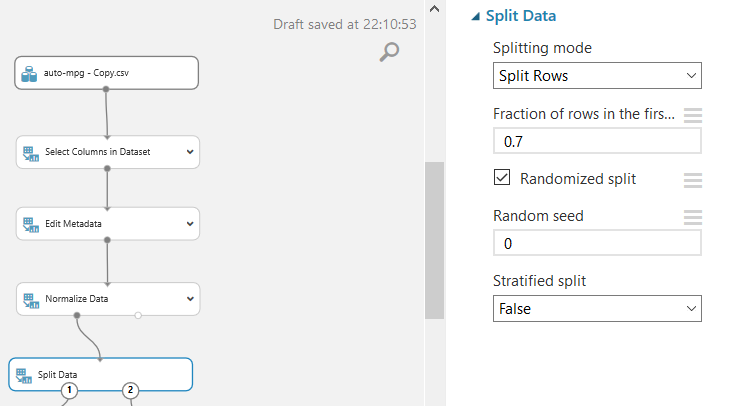 Draft saved at 22:10:53
auto-mpg - Copy.csv
Select Columns in Dataset
Edit Metadata
Normalize Data
Split Data
1
2
Split Data
Splitting mode
Split Rows
Fraction of rows in the firs...
0.7
Randomized split
Random seed
0
Stratified split
False